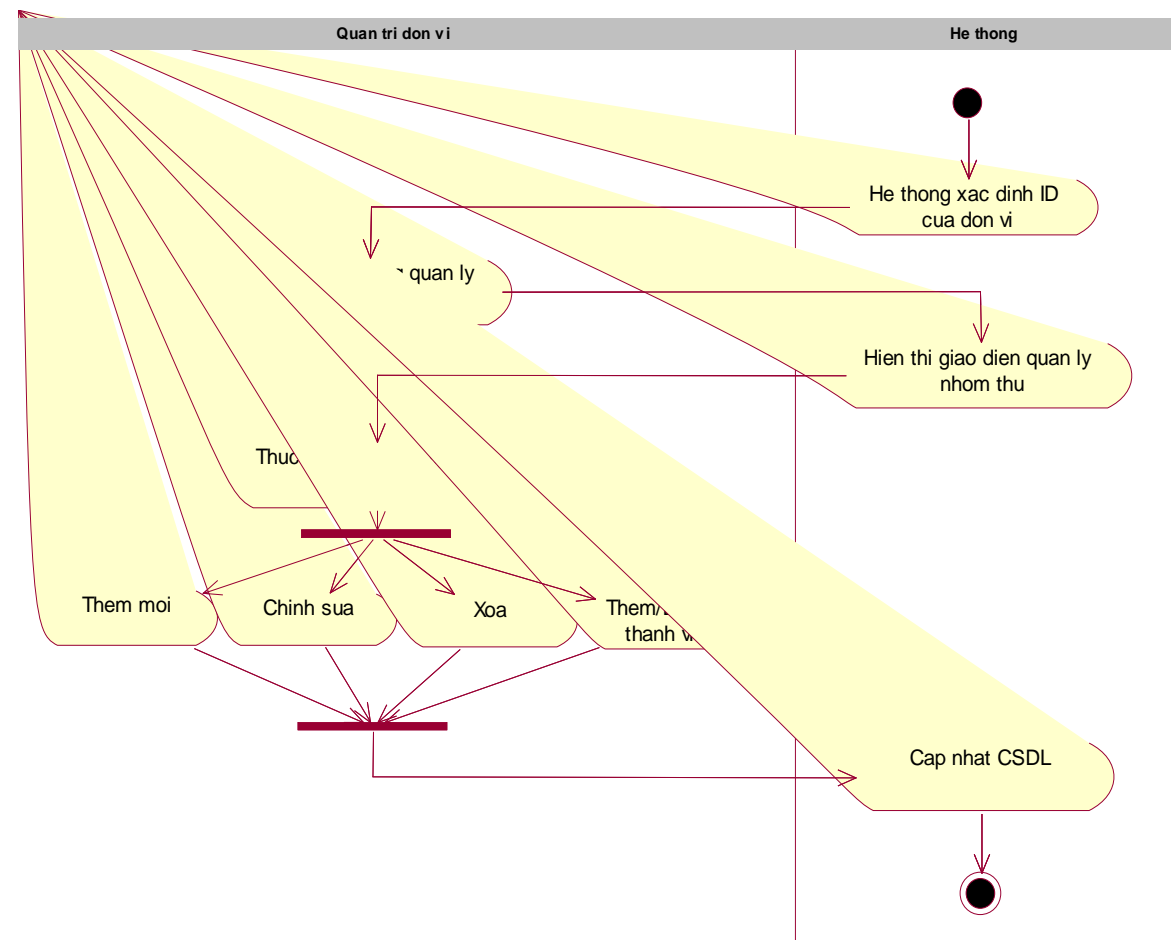 Quan tri don vi
He thong
He thong xac dinh ID
cua don vi
quan ly
Hien thi giao dien quan ly
nhom thu
Them moi
Chinh sua
Xoa
Them/
thanh
Cap nhat CSDL